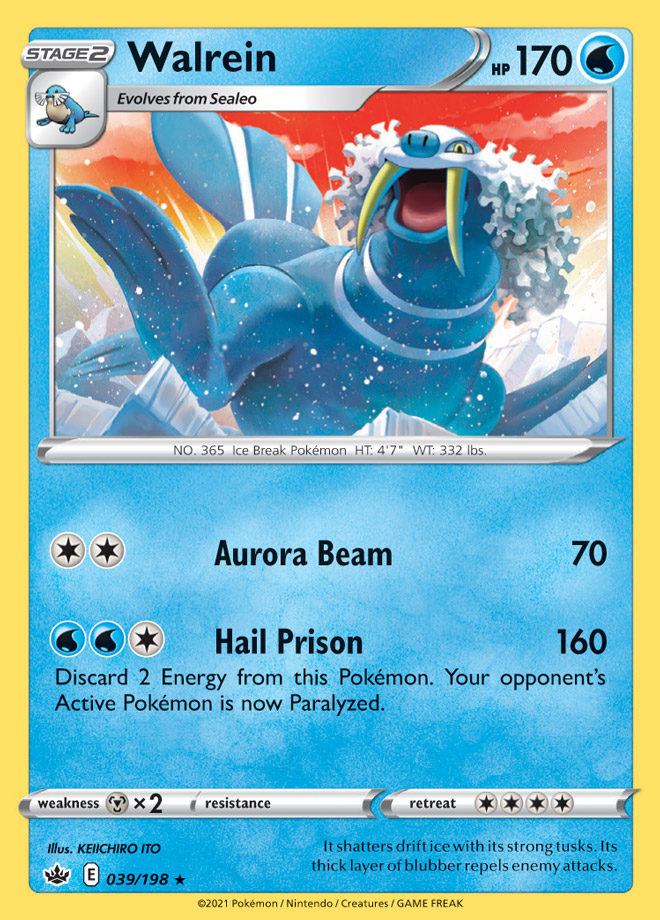 STAGE 2
Walrein
HP 170
Evolves from Sealeo
NO. 365 Ice Break Pokémon HT: 4'7" WT: 332 lbs.
Aurora Beam 70
Hail Prison 160
Discard 2 Energy from this Pokémon. Your opponent's
Active Pokémon is now Paralyzed.
weakness ×2 resistance retreat
Illus. KEIICHIRO ITO
It shatters drift ice with its strong tusks. Its
thick layer of blubber repels enemy attacks.
E 039/198 ★
©2021 Pokémon / Nintendo / Creatures / GAME FREAK